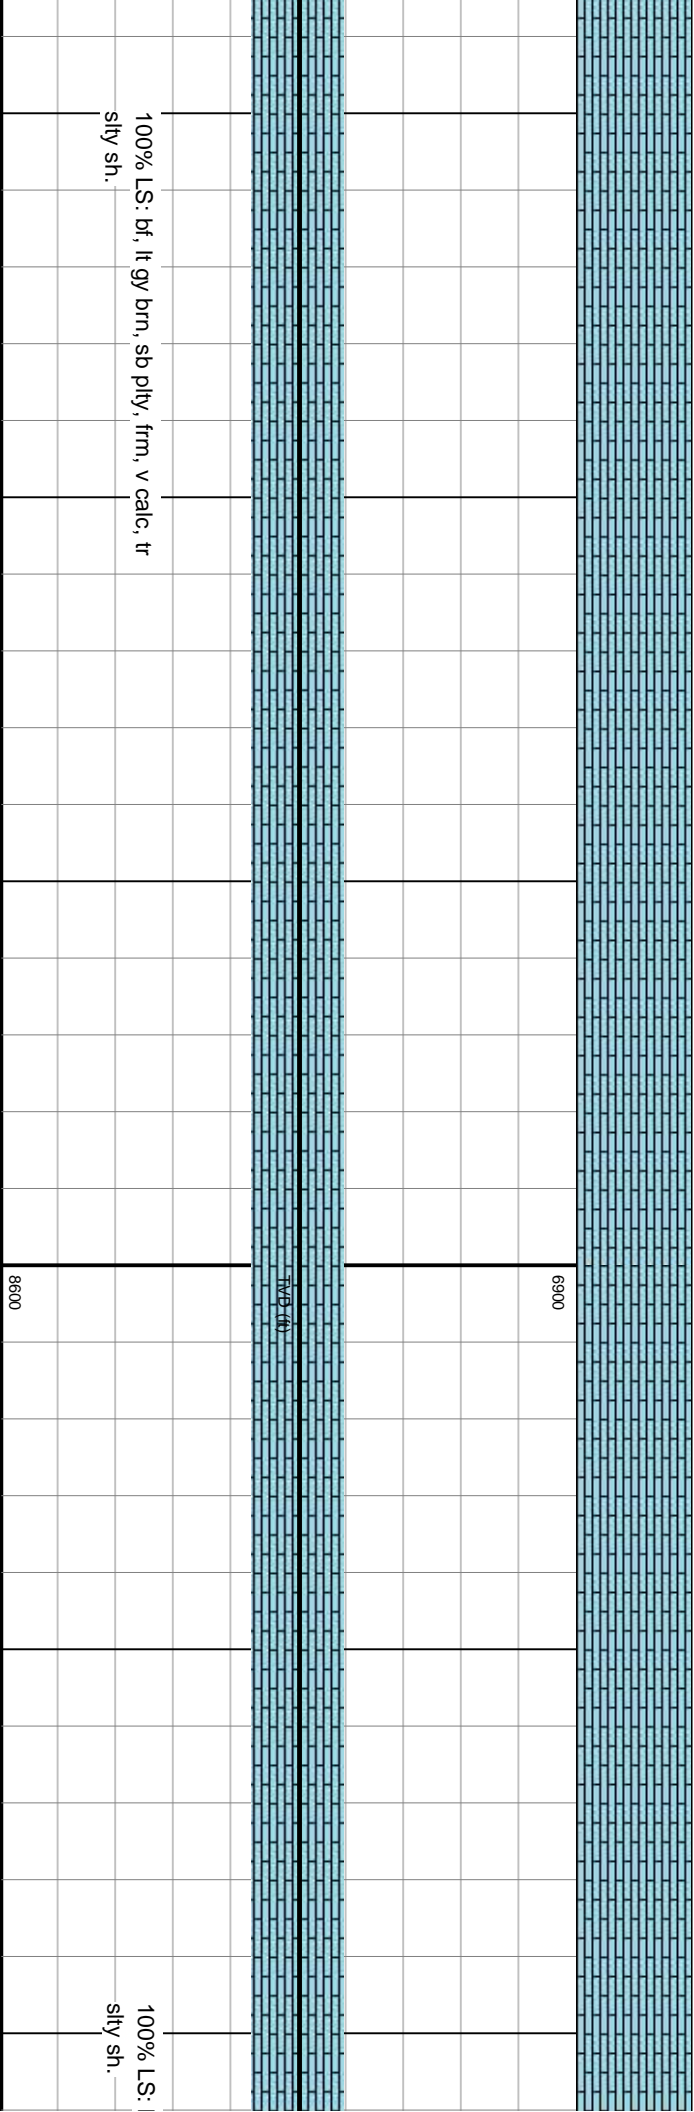 100% LS: bf, lt gy brn, sb plty, frm, v calc, tr
slty sh.
6900
TVD (ft)
8600
100% LS:
slty sh.